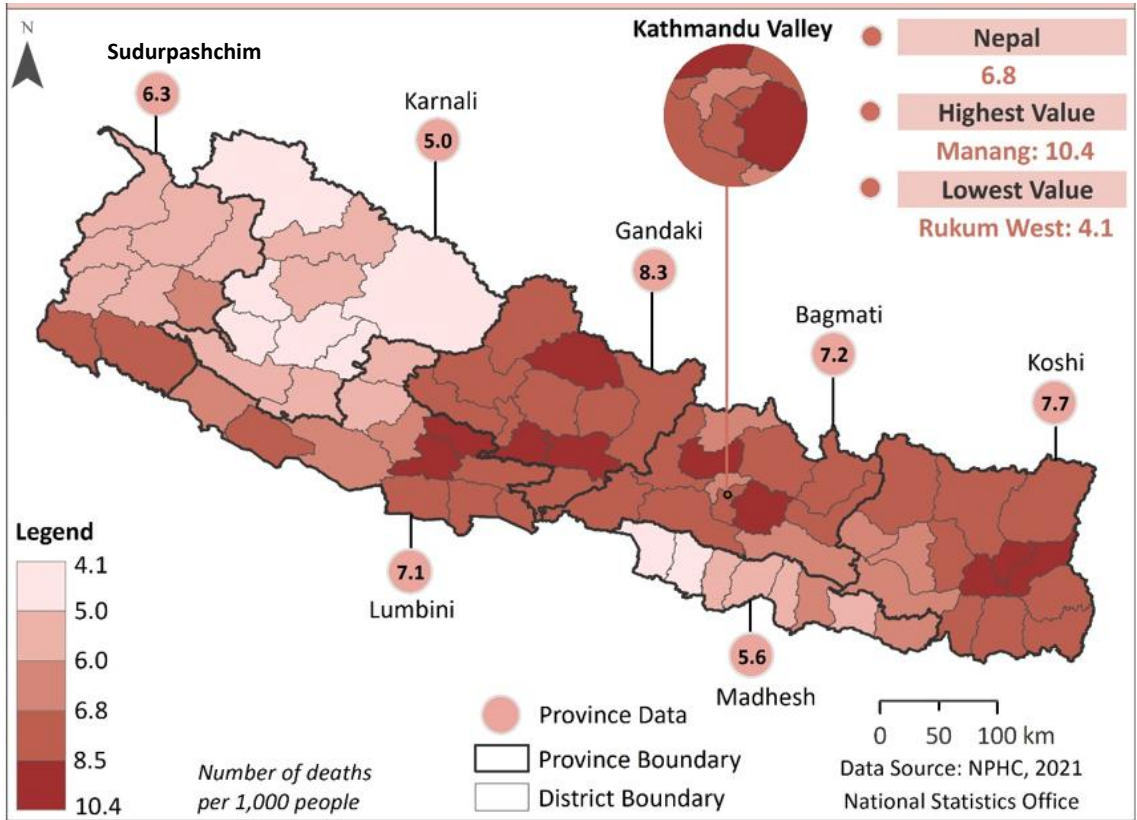 N
Sudurpashchim
6.3
Karnali
5.0
Kathmandu Valley
Nepal
6.8
Highest Value
Manang: 10.4
Lowest Value
Rukum West: 4.1
Gandaki
8.3
Bagmati
7.2
Koshi
7.7
Legend
4.1
5.0
6.0
6.8
8.5
10.4
7.1
Lumbini
5.6
Madhesh
Number of deaths
per 1,000 people
Province Data
Province Boundary
District Boundary
0 50 100 km
Data Source: NPHC, 2021
National Statistics Office